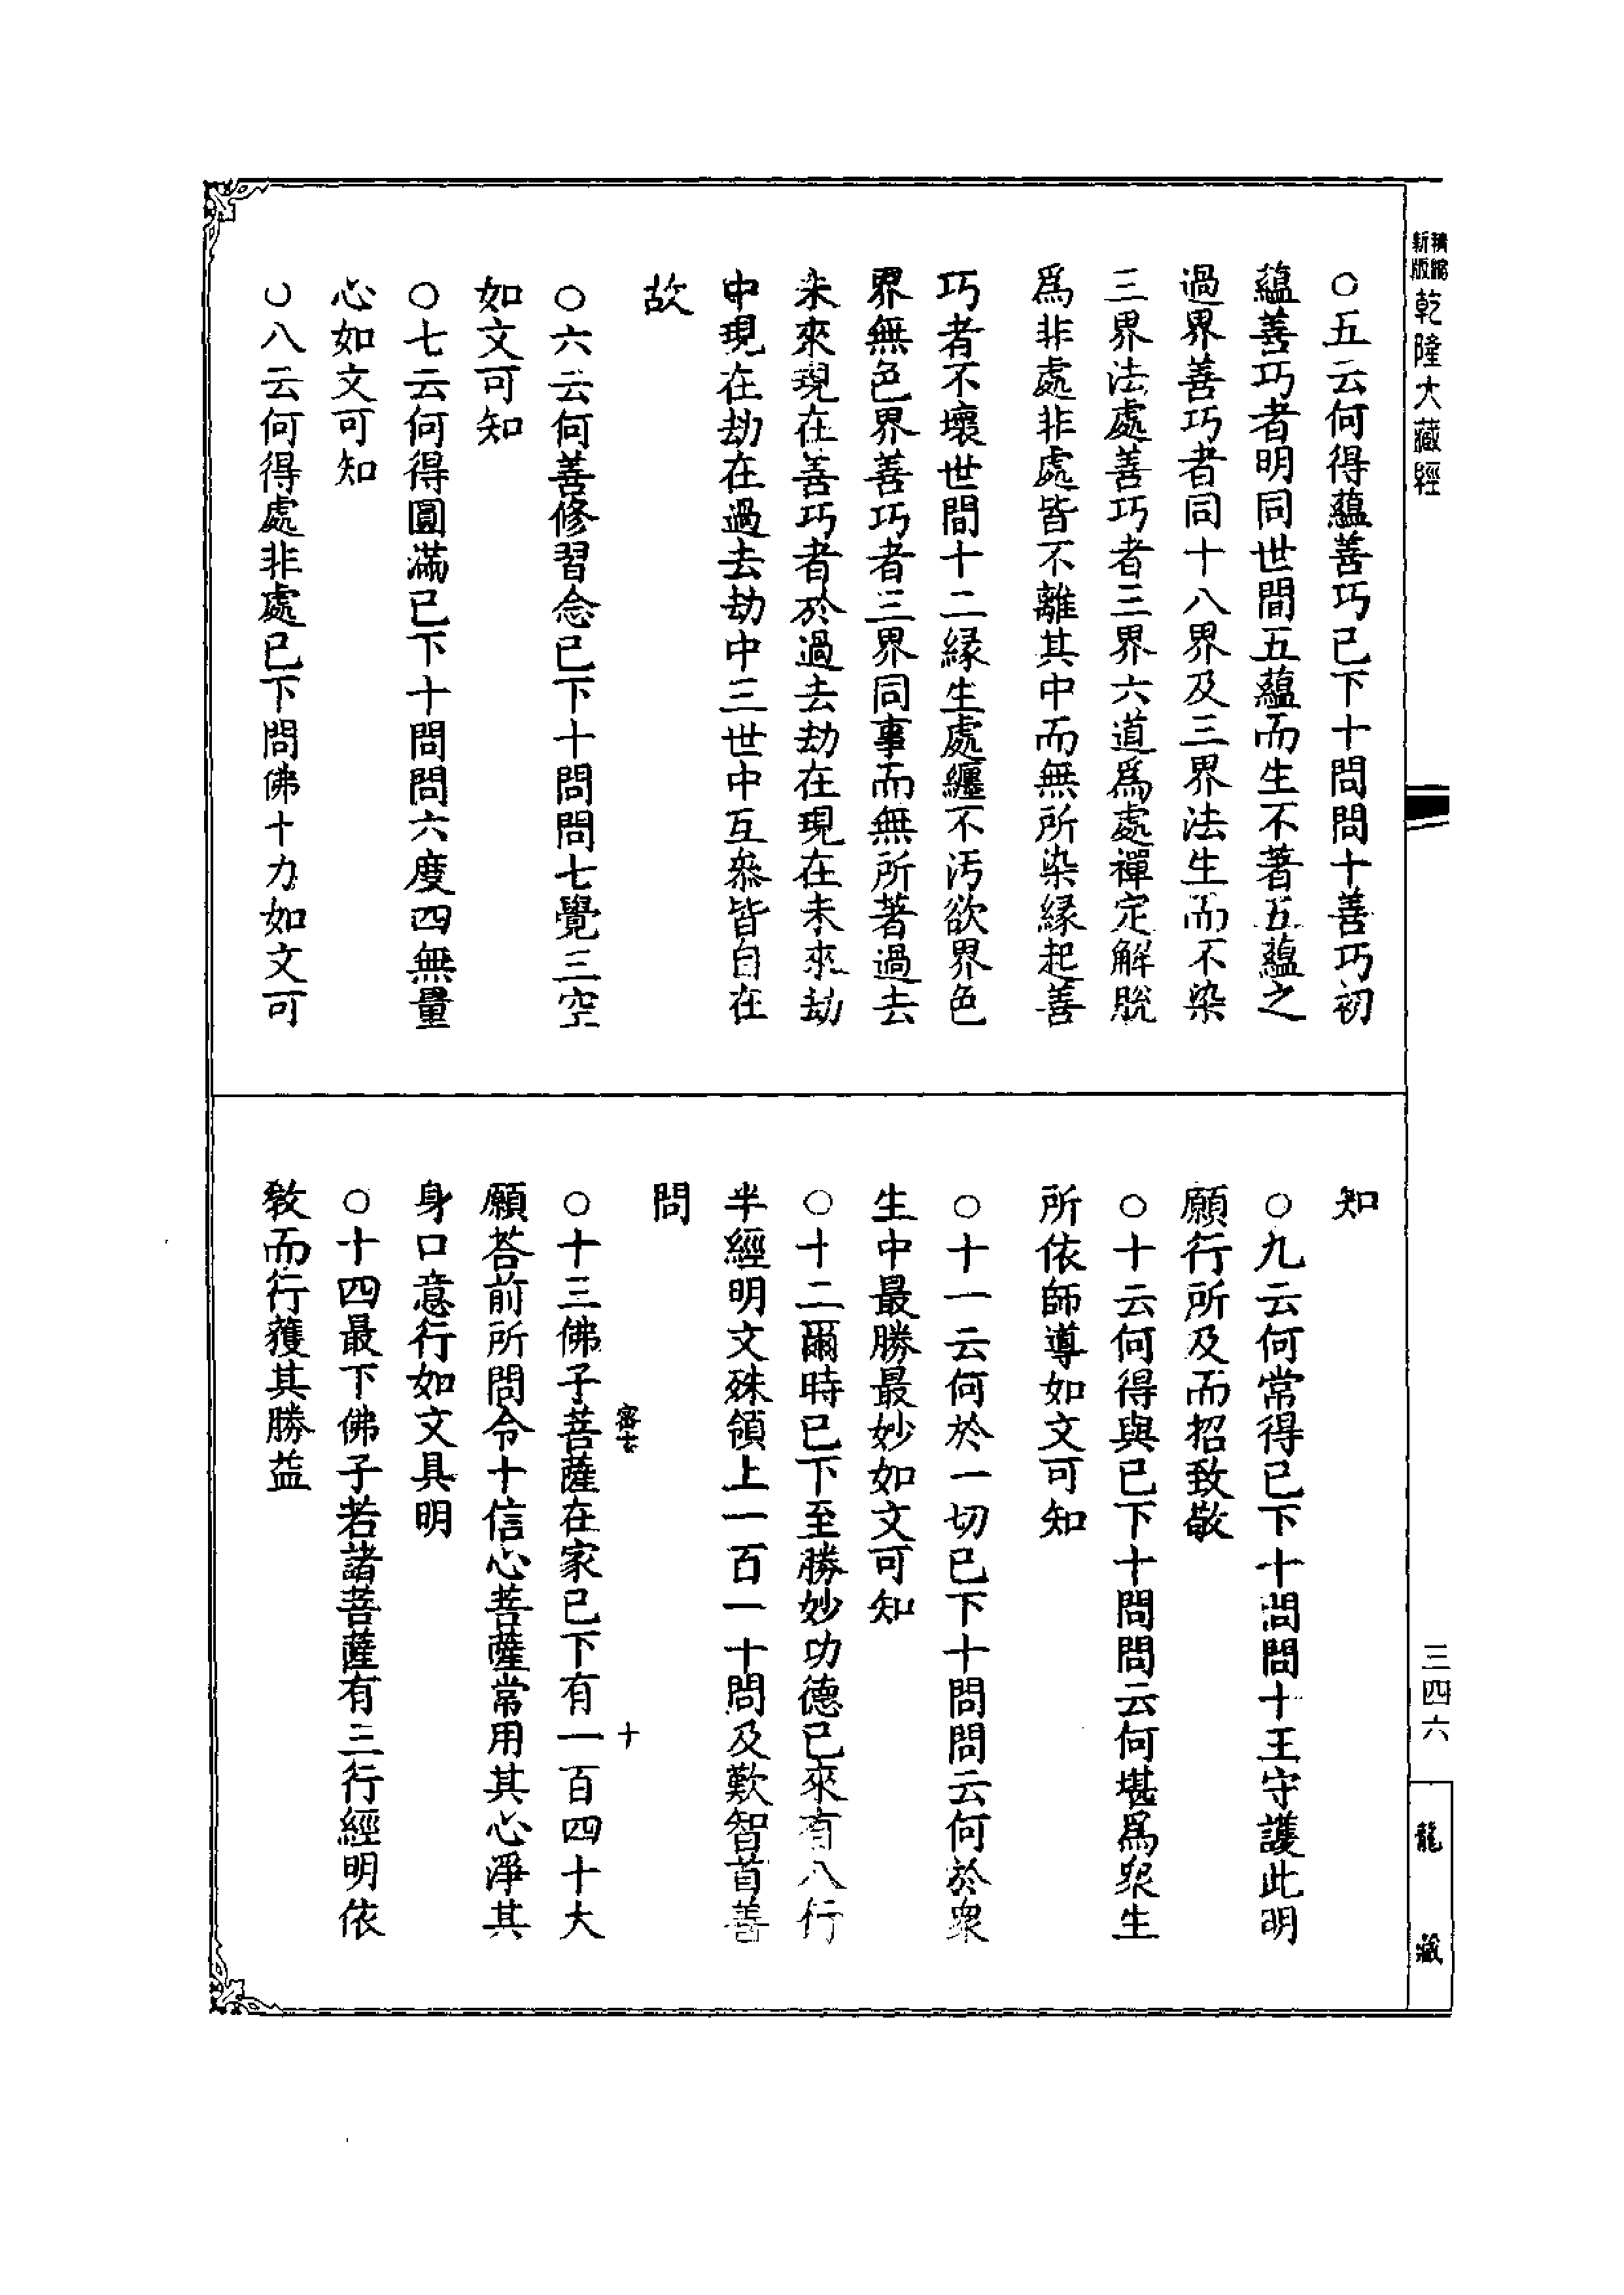 新版精縮
乾隆大藏經
○五云何得蘊善巧已下十問問十善巧初
蘊善巧者明同世間五蘊而生不著五蘊之
過界善巧者同十八界及三界法生而不染
三界法處善巧者三界六道爲處禪定解脫
爲非處非處皆不離其中而無所染緣起善
巧者不壞世間十二緣生處纏不汚欲界色
界無色界善巧者三界同事而無所著過去
未來現在善巧者於過去劫在現在未來劫
中現在劫在過去劫中三世中互叅皆自在
故
○六云何善修習念已下十問問七覺三空
如文可知
○七云何得圓滿已下十問問六度四無量
心如文可知
○八云何得處非處已下問佛十力如文可
知
○九云何常得已下十問問十王守護此明
願行所及而招致敬
○十云何得與已下十問問云何堪爲衆生
所依師導如文可知
○十一云何於一切已下十問問云何於衆
生中最勝最妙如文可知
○十二爾時已下至勝妙功德已來有八行
半經明文殊領上一百一十問及歎智首善
問
十
○十三佛子菩薩在家已下有一百四十大
願荅前所問令十信心菩薩常用其心淨其
身口意行如文具明
○十四最下佛子若諸菩薩有三行經明依
敎而行獲其勝益
三四六
龍藏